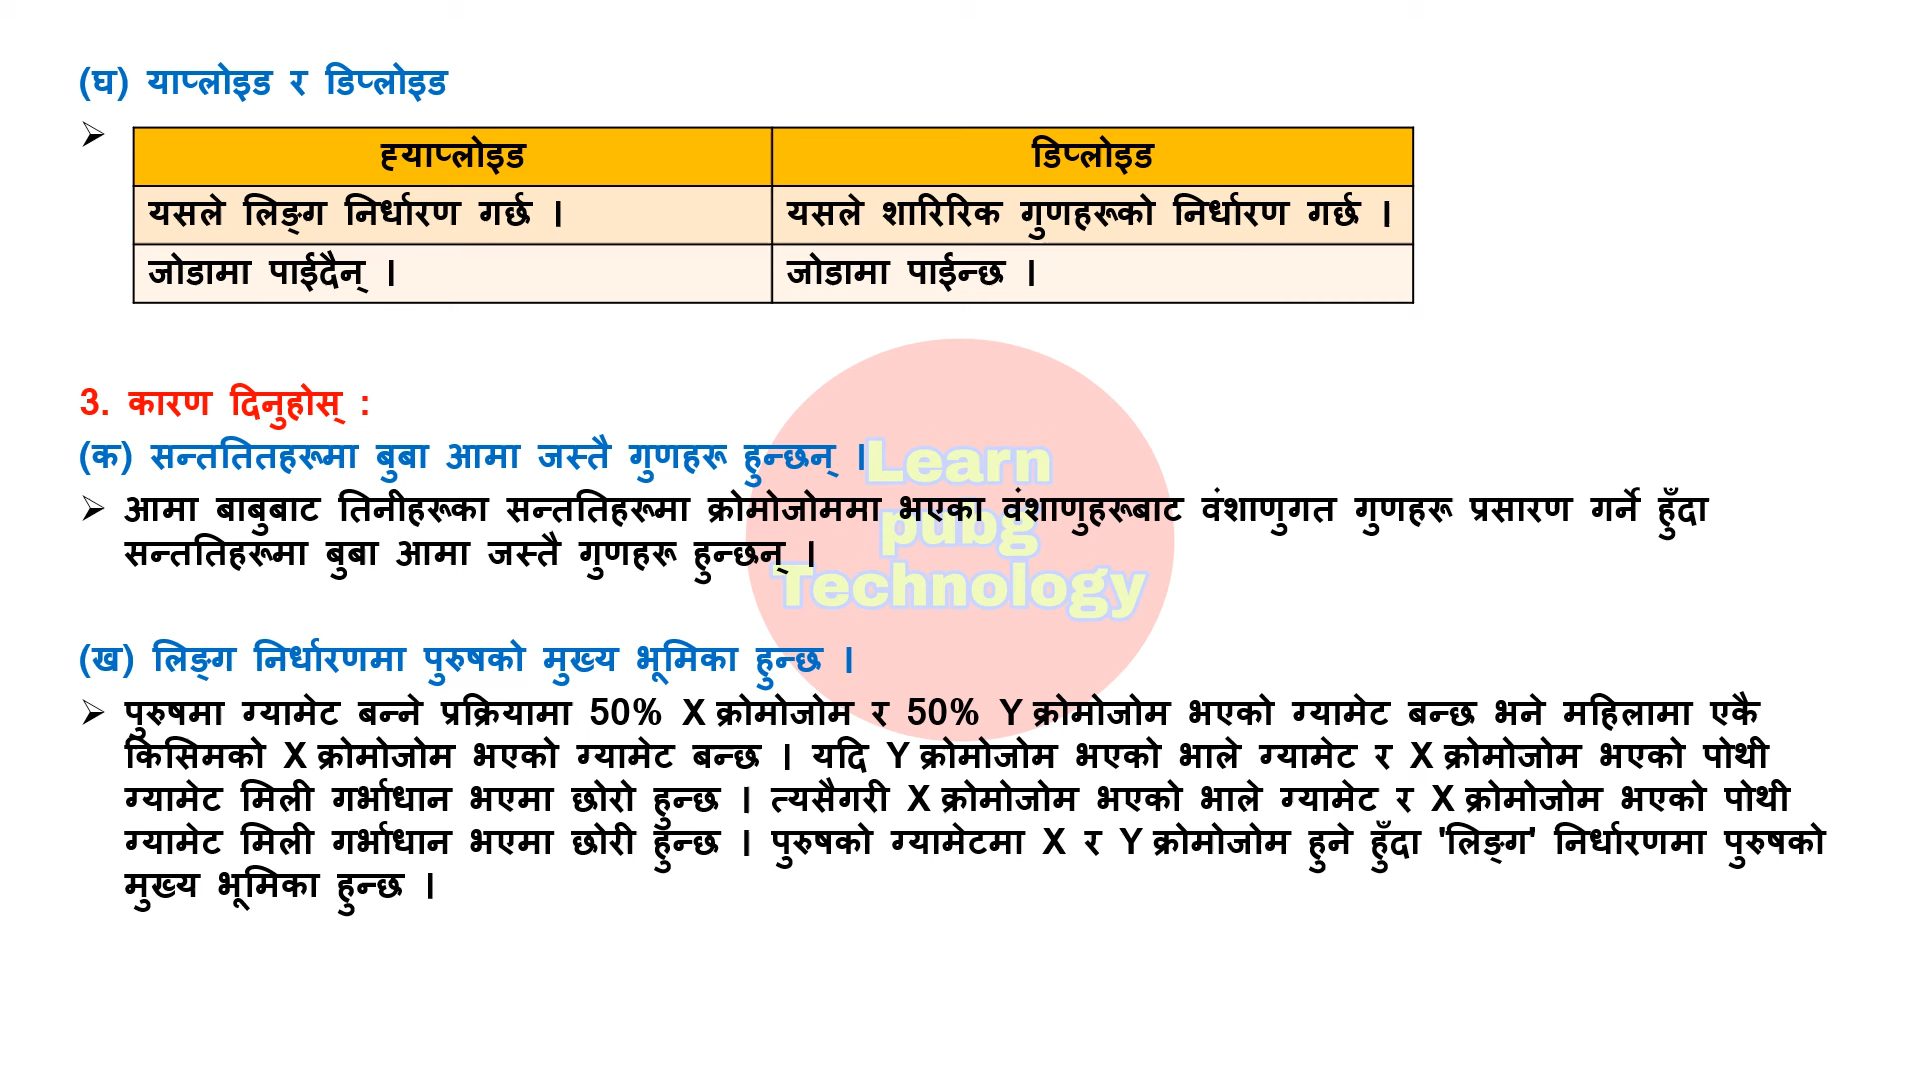 (घ) याप्लोइड र डिप्लोइड
➢
ह्याप्लोइड डिप्लोइड
यसले लिङ्ग निर्धारण गर्छ । यसले शारिरिक गुणहरूको निर्धारण गर्छ ।
जोडामा पाईदैन् । जोडामा पाईन्छ ।
3. कारण दिनुहोस् :
(क) सन्ततितहरूमा बुबा आमा जस्तै गुणहरू हुन्छन् ।
➢ आमा बाबुबाट तिनीहरूका सन्ततिहरूमा क्रोमोजोममा भएका वंशाणुहरूबाट वंशाणुगत गुणहरू प्रसारण गर्ने हुँदा
सन्ततिहरूमा बुबा आमा जस्तै गुणहरू हुन्छन् ।
Learn
pubg
Technology
(ख) लिङ्ग निर्धारणमा पुरुषको मुख्य भूमिका हुन्छ ।
➢ पुरुषमा ग्यामेट बन्ने प्रक्रियामा 50% X क्रोमोजोम र 50% Y क्रोमोजोम भएको ग्यामेट बन्छ भने महिलामा एकै
किसिमको X क्रोमोजोम भएको ग्यामेट बन्छ । यदि Y क्रोमोजोम भएको भाले ग्यामेट र X क्रोमोजोम भएको पोथी
ग्यामेट मिली गर्भाधान भएमा छोरो हुन्छ । त्यसैगरी X क्रोमोजोम भएको भाले ग्यामेट र X क्रोमोजोम भएको पोथी
ग्यामेट मिली गर्भाधान भएमा छोरी हुन्छ । पुरुषको ग्यामेटमा X र Y क्रोमोजोम हुने हुँदा 'लिङ्ग' निर्धारणमा पुरुषको
मुख्य भूमिका हुन्छ ।